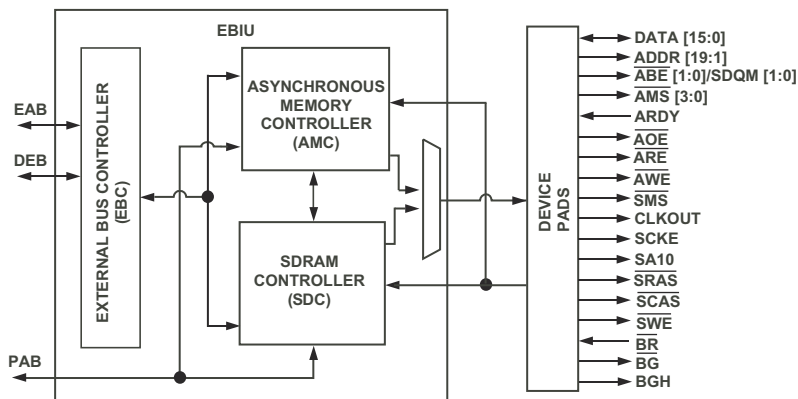 EBIU
EXTERNAL BUS CONTROLLER
(EBC)
ASYNCHRONOUS
MEMORY
CONTROLLER
(AMC)
SDRAM
CONTROLLER
(SDC)
EAB
DEB
PAB
DEVICE
PADS
DATA [15:0]
ADDR [19:1]
ABE [1:0]/SDQM [1:0]
AMS [3:0]
ARDY
AOE
ARE
AWE
SMS
CLKOUT
SCKE
SA10
SRAS
SCAS
SWE
BR
BG
BGH